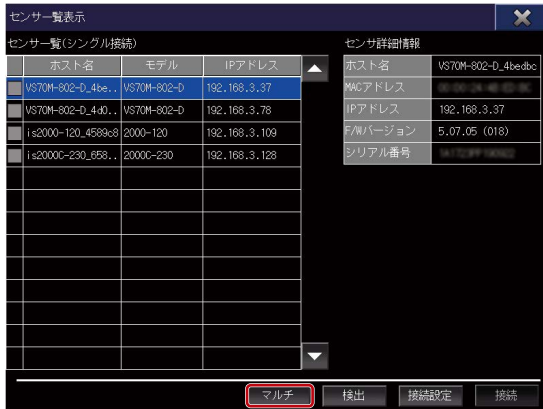 センサ一覧表示
センサ一覧(シングル接続)
ホスト名 モデル IPアドレス
VS70M-802-D_4be.. VS70M-802-D 192.168.3.37
VS70M-802-D_4d0.. VS70M-802-D 192.168.3.78
is2000-120_4589c8 2000-120 192.168.3.109
is2000C-230_658.. 2000C-230 192.168.3.128
センサ詳細情報
ホスト名 VS70M-802-D_4bedbc
MACアドレス
IPアドレス 192.168.3.37
F/Wバージョン 5.07.05 (018)
シリアル番号
マルチ 検出 接続設定 接続